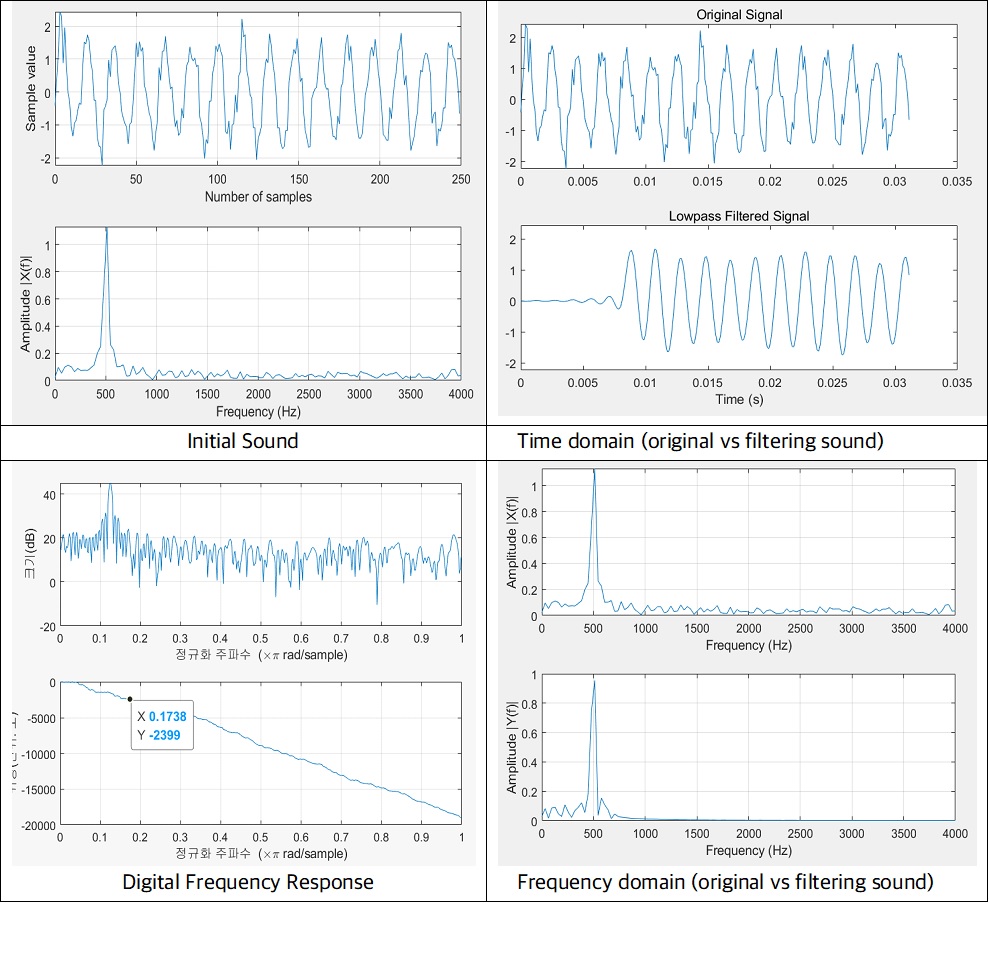 2
1
0
-1
-2
Sample value
0 50 100 150 200 250
Number of samples
1
0.8
0.6
0.4
0.2
0
Amplitude |X(f)|
0 500 1000 1500 2000 2500 3000 3500 4000
Frequency (Hz)
Initial Sound
Original Signal
2
1
0
-1
-2
0 0.005 0.01 0.015 0.02 0.025 0.03 0.035
Lowpass Filtered Signal
2
1
0
-1
-2
0 0.005 0.01 0.015 0.02 0.025 0.03 0.035
Time (s)
Time domain (original vs filtering sound)
40
20
0
-20
크기(dB)
0 0.1 0.2 0.3 0.4 0.5 0.6 0.7 0.8 0.9 1
정규화 주파수 (×π rad/sample)
0
-5000
-10000
-15000
-20000
X 0.1738
Y -2399
0 0.1 0.2 0.3 0.4 0.5 0.6 0.7 0.8 0.9 1
정규화 주파수 (×π rad/sample)
Digital Frequency Response
1
0.8
0.6
0.4
0.2
0
Amplitude |X(f)|
0 500 1000 1500 2000 2500 3000 3500 4000
Frequency (Hz)
1
0.8
0.6
0.4
0.2
0
Amplitude |Y(f)|
0 500 1000 1500 2000 2500 3000 3500 4000
Frequency (Hz)
Frequency domain (original vs filtering sound)